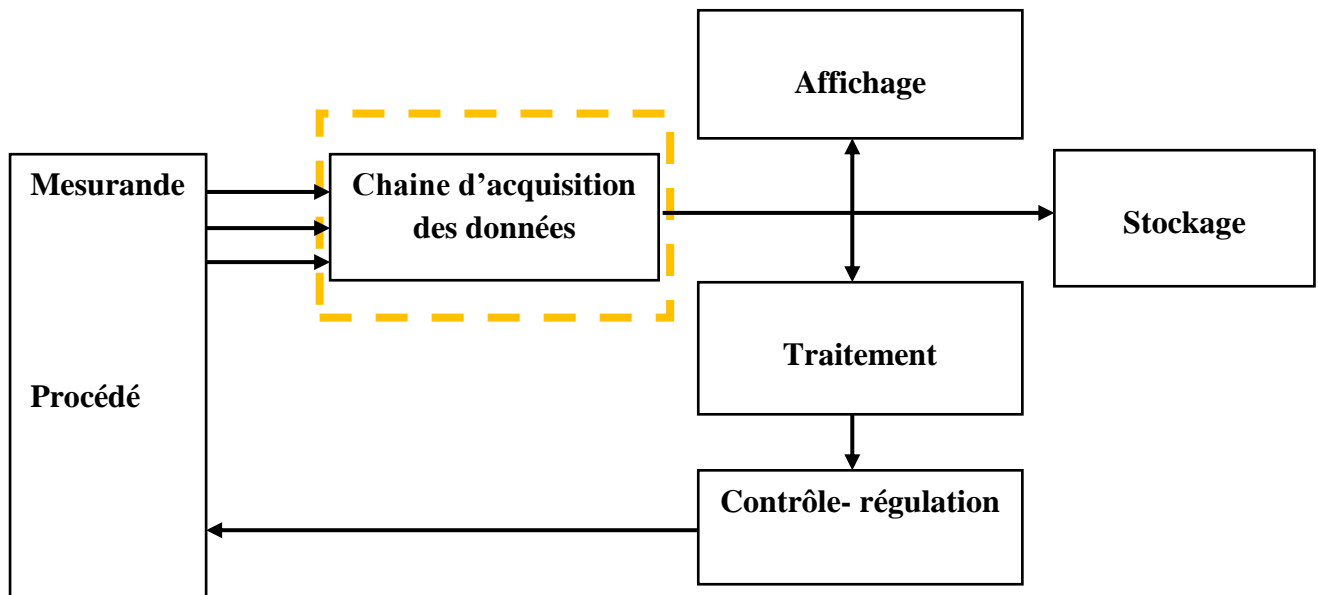 Affichage
Mesurande
Chaine d'acquisition
des données
Stockage
Traitement
Procédé
Contrôle- régulation